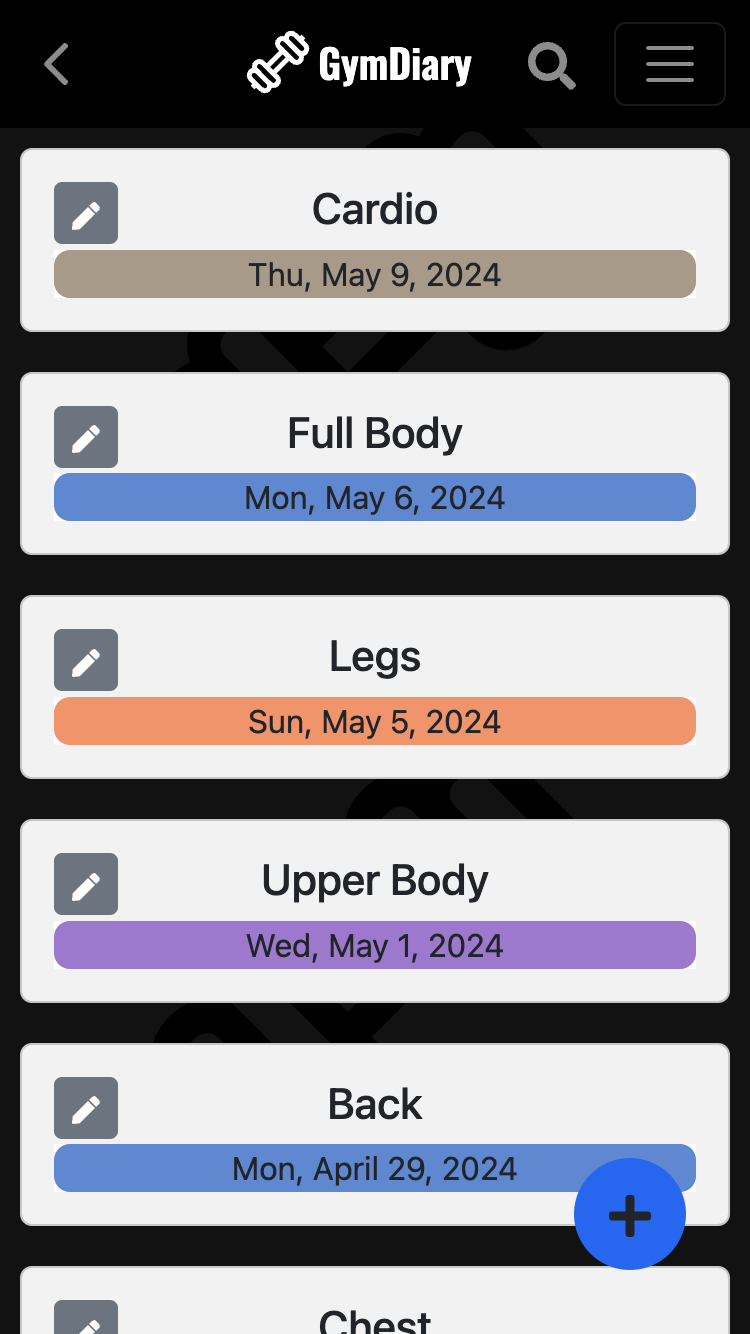 GymDiary
Cardio
Thu, May 9, 2024
Full Body
Mon, May 6, 2024
Legs
Sun, May 5, 2024
Upper Body
Wed, May 1, 2024
Back
Mon, April 29, 2024
Chest